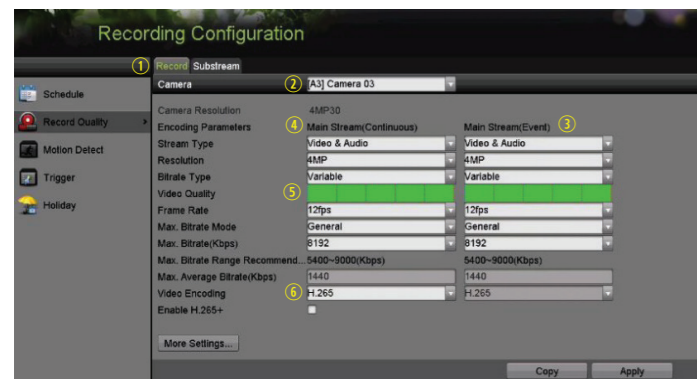 Recording Configuration
① Record Substream
Camera ② [A3] Camera 03
Schedule
Record Quality
Motion Detect
Trigger
Holiday
Camera Resolution 4MP30
Encoding Parameters ④ Main Stream(Continuous) Main Stream(Event) ③
Stream Type Video & Audio Video & Audio
Resolution 4MP 4MP
Bitrate Type Variable Variable
Video Quality ⑤
Frame Rate 12fps 12fps
Max. Bitrate Mode General General
Max. Bitrate(Kbps) 8192 8192
Max. Bitrate Range Recommend... 5400~9000(Kbps) 5400~9000(Kbps)
Max. Average Bitrate(Kbps) 1440 1440
Video Encoding ⑥ H.265 H.265
Enable H.265+
More Settings...
Copy Apply